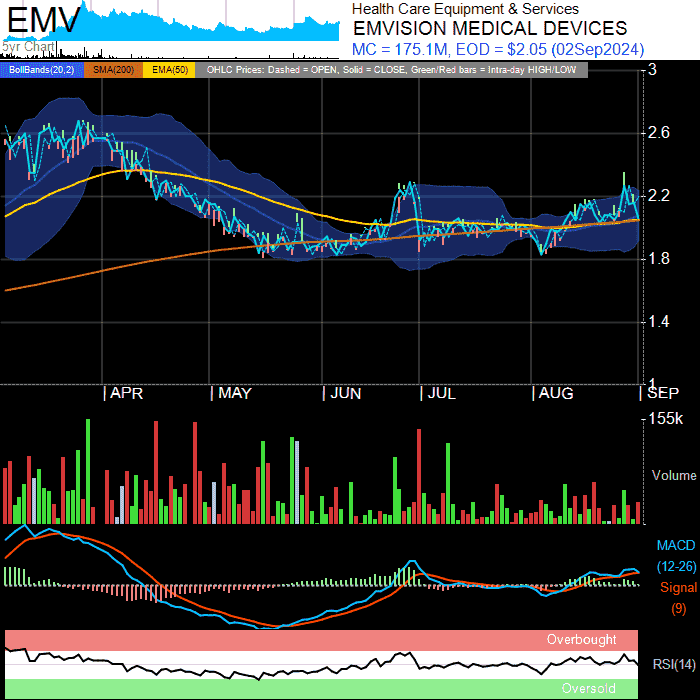 EMV
5yr Chart
Health Care Equipment & Services
EMVISION MEDICAL DEVICES
MC = 175.1M, EOD = $2.05 (02Sep2024)
BollBands(20,2) SMA(200) EMA(50) OHLC Prices: Dashed = OPEN, Solid = CLOSE, Green/Red bars = Intra-day HIGH/LOW
3
2.6
2.2
1.8
1.4
1
APR MAY JUN JUL AUG SEP
155k
Volume
MACD
(12-26)
Signal
(9)
Overbought
RSI(14)
Oversold